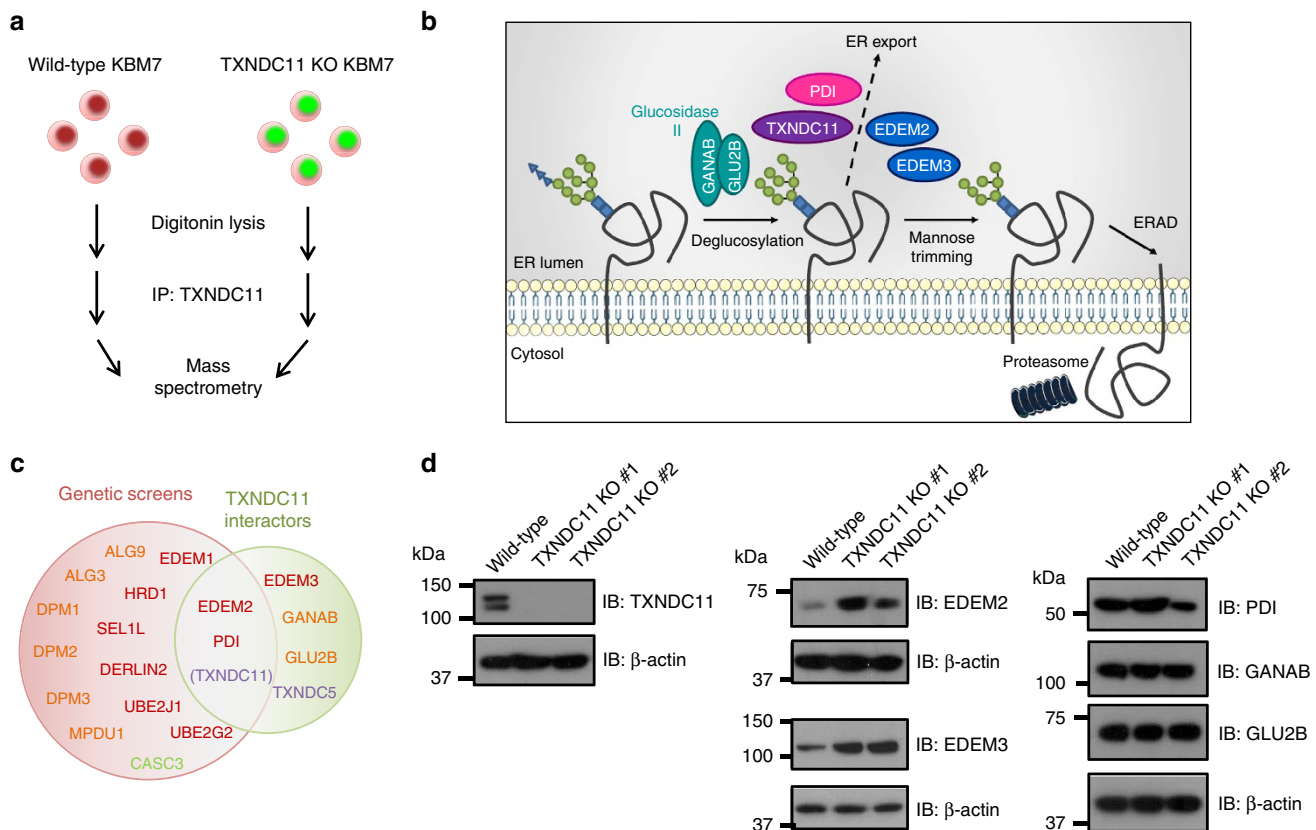 a
Wild-type KBM7
TXNDC11 KO KBM7
Digitonin lysis
IP: TXNDC11
Mass
spectrometry
b
ER export
PDI
Glucosidase
II
TXNDC11
GANAB
GLU2B
EDEM2
EDEM3
Deglucosylation
Mannose
trimming
ERAD
ER lumen
Cytosol
Proteasome
c
Genetic screens
TXNDC11
interactors
ALG9
EDEM1
ALG3
HRD1
DPM1
SEL1L
DPM2
DERLIN2
DPM3
UBE2J1
MPDU1
UBE2G2
CASC3
EDEM2
PDI
(TXNDC11)
EDEM3
GANAB
GLU2B
TXNDC5
d
Wild-type
TXNDC11 KO #1
TXNDC11 KO #2
kDa
150
100
IB: TXNDC11
37
IB: β-actin
Wild-type
TXNDC11 KO #1
TXNDC11 KO #2
kDa
75
IB: EDEM2
37
IB: β-actin
150
100
IB: EDEM3
37
IB: β-actin
Wild-type
TXNDC11 KO #1
TXNDC11 KO #2
kDa
50
IB: PDI
100
IB: GANAB
75
IB: GLU2B
37
IB: β-actin